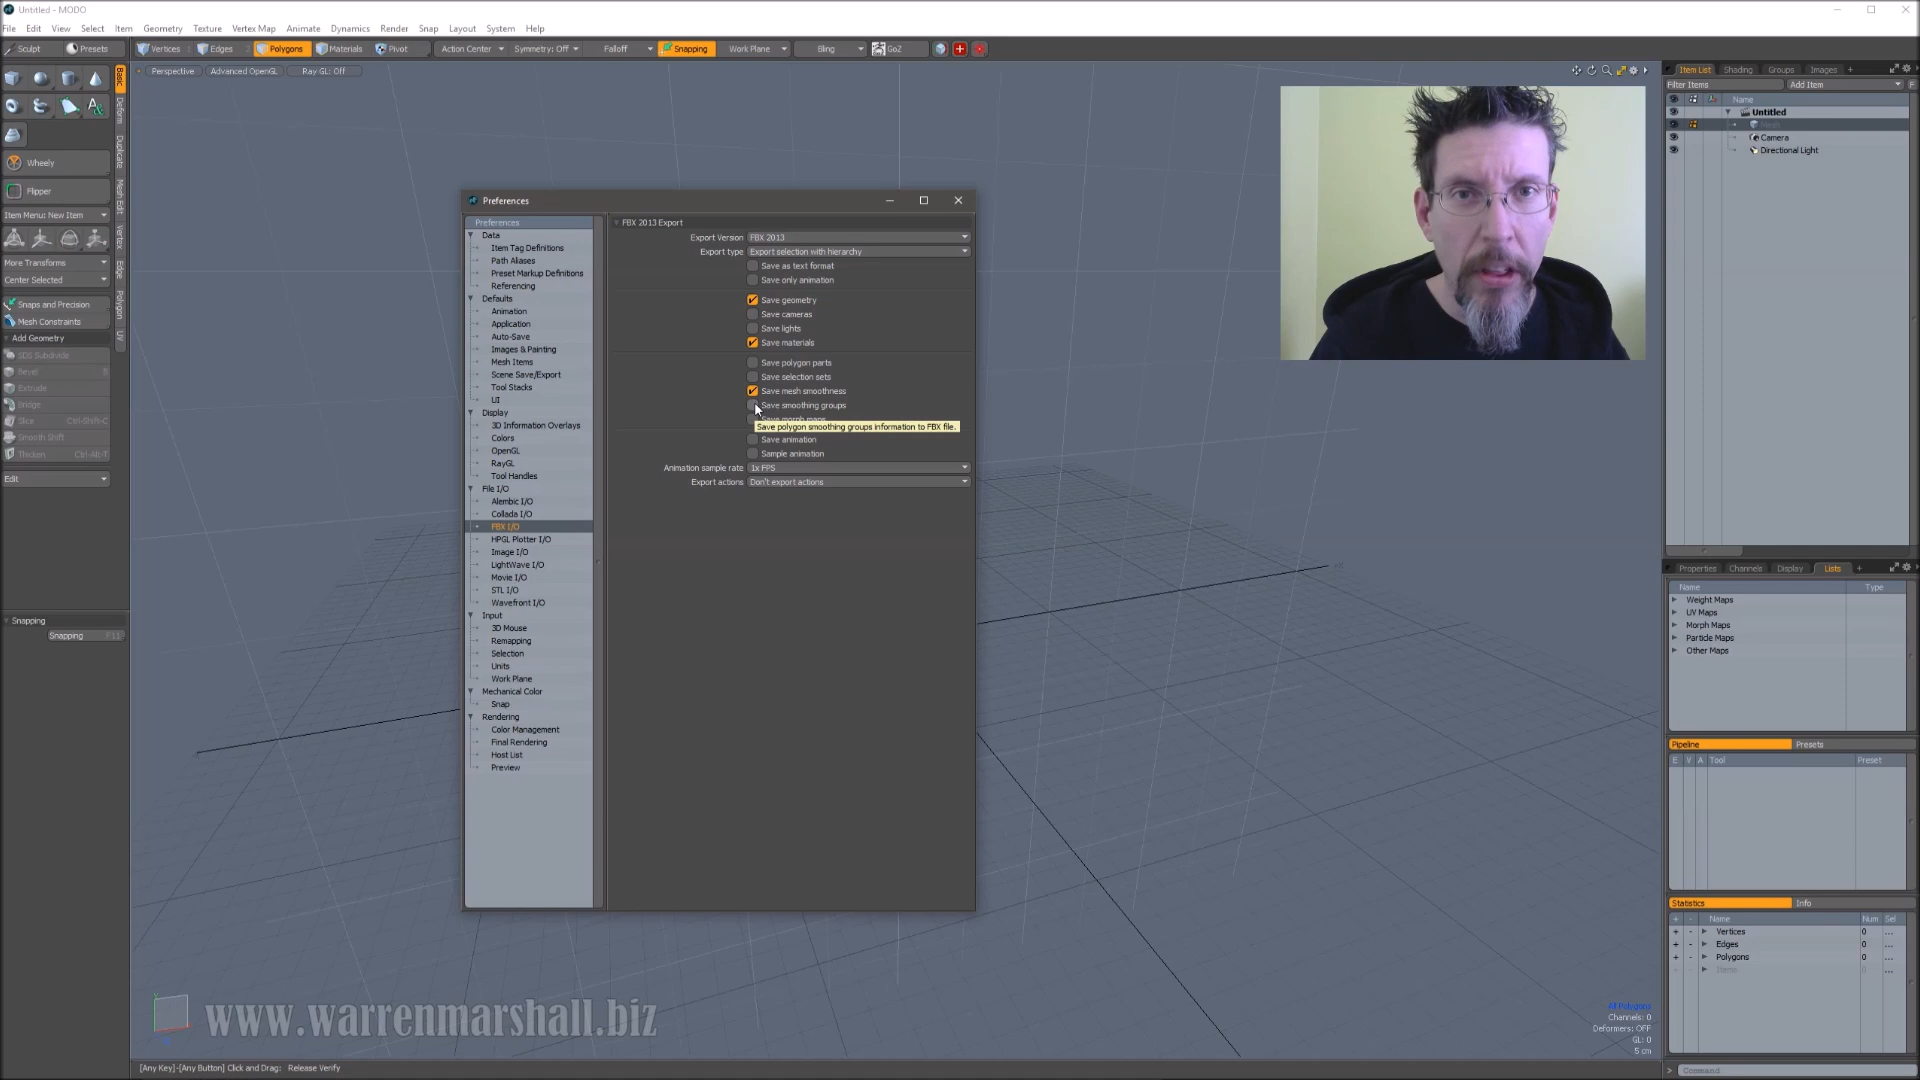 Untitled - MODO
File Edit View Select Item Geometry Texture Vertex Map Animate Dynamics Render Snap Layout System Help
Sculpt Presets Vertices Edges Polygons Materials Pivot Action Center Symmetry: Off Falloff Snapping Work Plane Bling GoZ
Perspective Advanced OpenGL Ray GL: Off
Basic
Deform
Duplicate
Mesh Edit
Vertex
Edge
Polygon
UV
Wheely
Flipper
Item Menu: New Item
More Transforms
Center Selected
Snaps and Precision
Mesh Constraints
Add Geometry
SDS Subdivide
Bevel B
Extrude
Bridge
Slice Ctrl-Shift-C
Smooth Shift
Thicken Ctrl-Alt-T
Edit
Snapping
Snapping F11
Preferences
Preferences
Data
Item Tag Definitions
Path Aliases
Preset Markup Definitions
Referencing
Defaults
Animation
Application
Auto-Save
Images & Painting
Mesh Items
Scene Save/Export
Tool Stacks
UI
Display
3D Information Overlays
Colors
OpenGL
RayGL
Tool Handles
File I/O
Alembic I/O
Collada I/O
FBX I/O
HPGL Plotter I/O
Image I/O
LightWave I/O
Movie I/O
STL I/O
Wavefront I/O
Input
3D Mouse
Remapping
Selection
Units
Work Plane
Mechanical Color
Snap
Rendering
Color Management
Final Rendering
Host List
Preview
FBX 2013 Export
Export Version FBX 2013
Export type Export selection with hierarchy
Save as text format
Save only animation
Save geometry
Save cameras
Save lights
Save materials
Save polygon parts
Save selection sets
Save mesh smoothness
Save smoothing groups
Save morph maps
Save polygon smoothing groups information to FBX file.
Save animation
Sample animation
Animation sample rate 1x FPS
Export actions Don't export actions
Item List Shading Groups Images +
Filter Items Add Item F
Name
Untitled
Camera
Directional Light
Properties Channels Display Lists +
Name Type
Weight Maps
UV Maps
Morph Maps
Particle Maps
Other Maps
Pipeline Presets
E V A Tool Preset
Statistics Info
+ - Name Num Sel
+ - Vertices 0 ...
+ - Edges 0 ...
+ - Polygons 0 ...
Items 0 ...
All Polygons
Channels: 0
Deformers: OFF
GL: 0
5 cm
www.warrenmarshall.biz
[Any Key]-[Any Button] Click and Drag: Release Verify
> Command